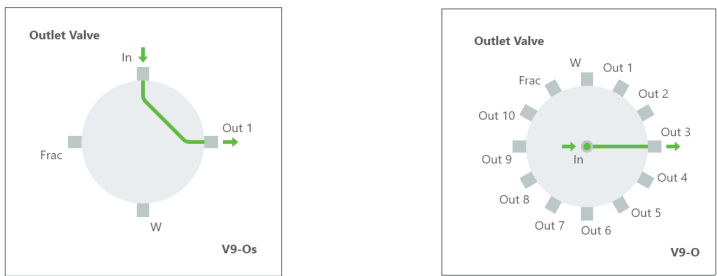 Outlet Valve
In
Out 1
Frac
W
V9-Os
Outlet Valve
W
Out 1
Frac
Out 2
Out 10
Out 3
Out 9
In
Out 4
Out 8
Out 5
Out 7
Out 6
V9-O